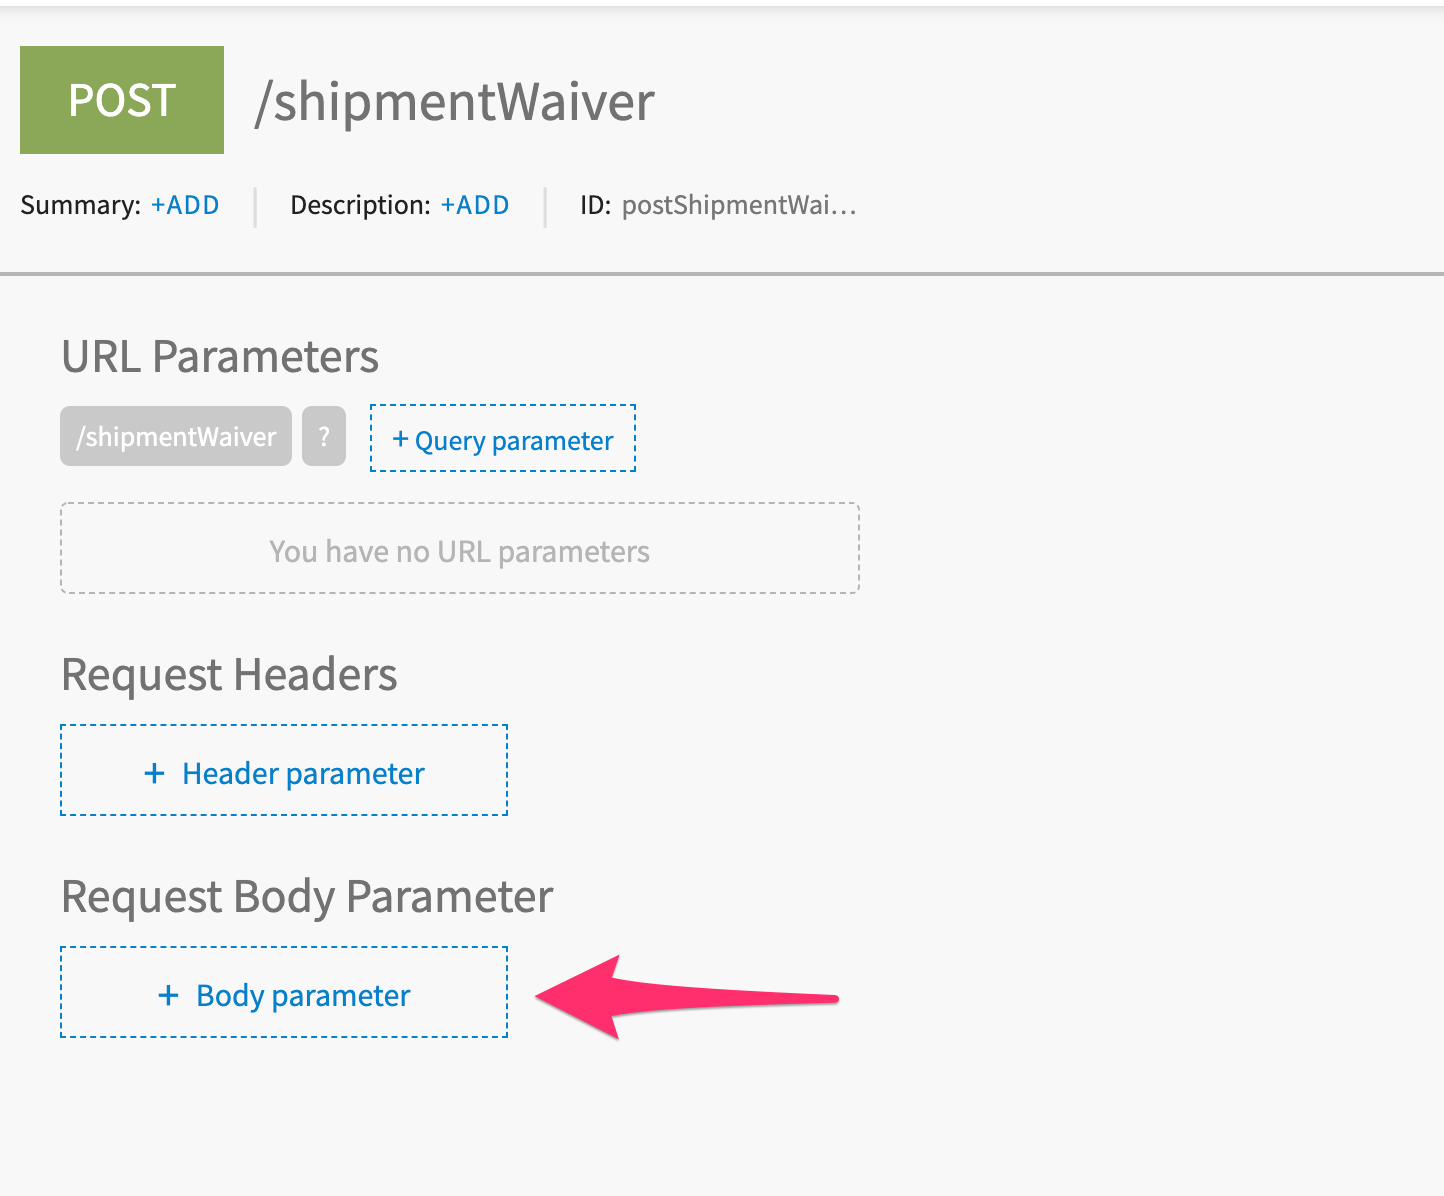 POST /shipmentWaiver
Summary: +ADD Description: +ADD ID: postShipmentWai...
URL Parameters
/shipmentWaiver ? + Query parameter
You have no URL parameters
Request Headers
+ Header parameter
Request Body Parameter
+ Body parameter